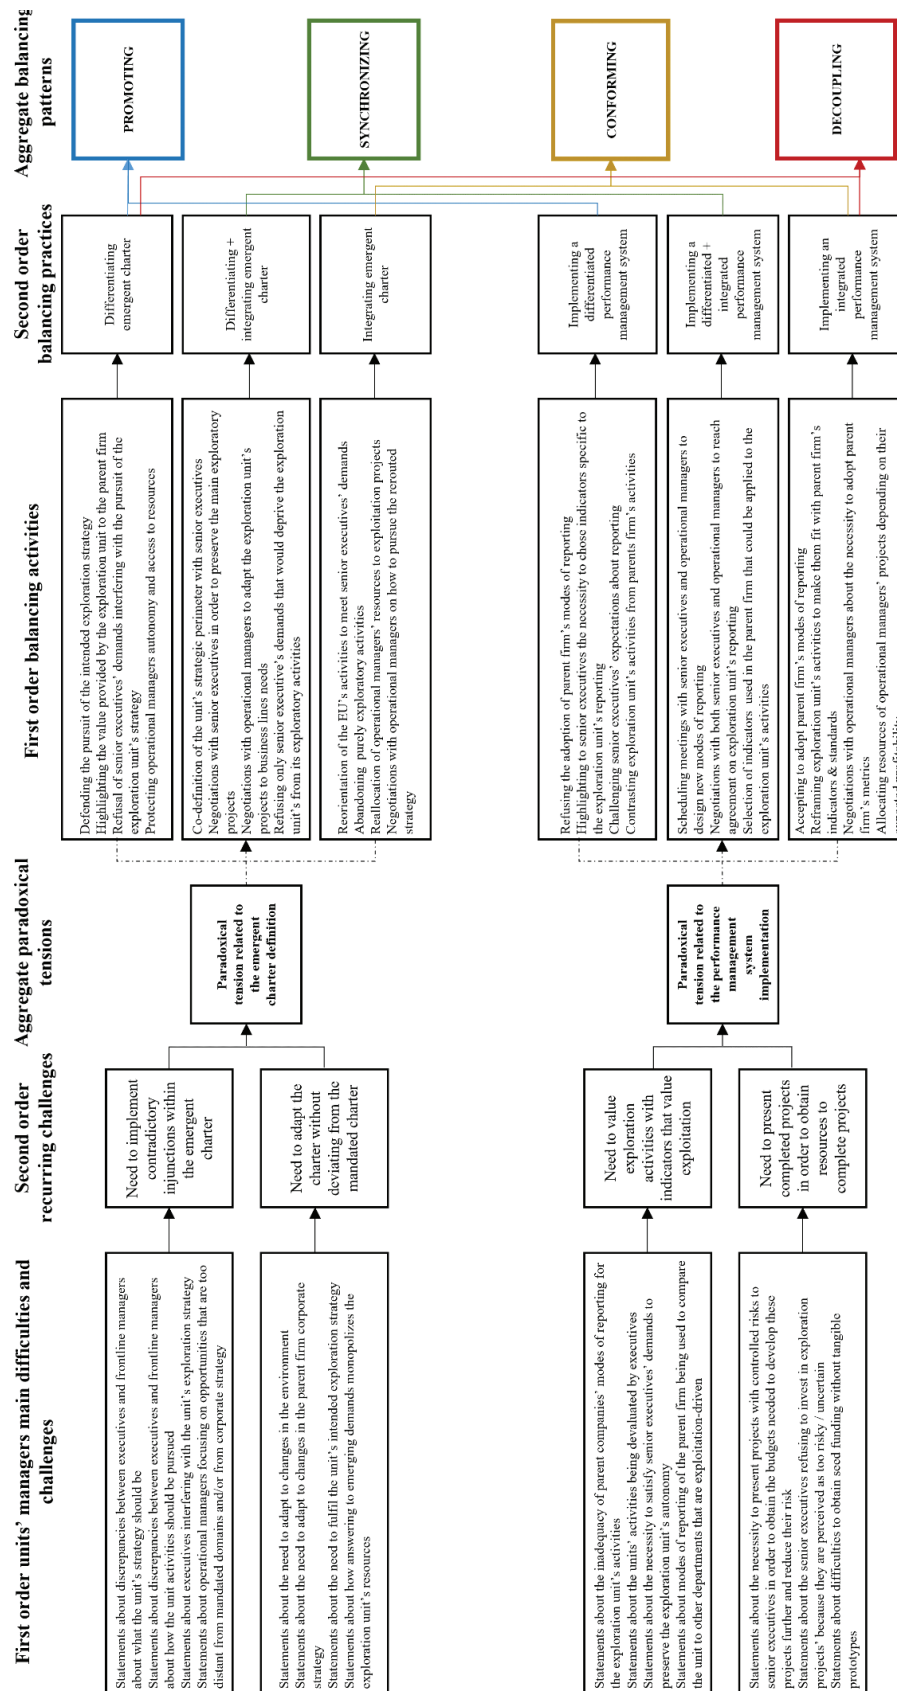 First order units' managers main difficulties and
challenges
Second order
recurring challenges
Aggregate paradoxical
tensions
First order balancing activities
Second order
balancing practices
Aggregate balancing
patterns
Statements about discrepancies between executives and frontline managers
about what the unit's strategy should be
Statements about discrepancies between executives and frontline managers
about how the unit activities should be pursued
Statements about executives interfering with the unit's exploration strategy
Statements about operational managers focusing on opportunities that are too
distant from mandated domains and/or from corporate strategy
Need to implement
contradictory
injunctions within
the emergent
charter
Statements about the need to adapt to changes in the environment
Statements about the need to adapt to changes in the parent firm corporate
strategy
Statements about the need to fulfil the unit's intended exploration strategy
Statements about how answering to emerging demands monopolizes the
exploration unit's resources
Need to adapt the
charter without
deviating from the
mandated charter
Paradoxical
tension related to
the emergent
charter definition
Defending the pursuit of the intended exploration strategy
Highlighting the value provided by the exploration unit to the parent firm
Refusal of senior executives' demands interfering with the pursuit of the
exploration unit's strategy
Protecting operational managers autonomy and access to resources
Co-definition of the unit's strategic perimeter with senior executives
Negotiations with senior executives in order to preserve the main exploratory
projects
Negotiations with operational managers to adapt the exploration unit's
projects to business lines needs
Refusing only senior executive's demands that would deprive the exploration
unit's from its exploratory activities
Reorientation of the EU's activities to meet senior executives' demands
Abandoning purely exploratory activities
Reallocation of operational managers' resources to exploitation projects
Negotiations with operational managers on how to pursue the rerouted
strategy
Differentiating
emergent charter
Differentiating +
integrating emergent
charter
Integrating emergent
charter
PROMOTING
SYNCHRONIZING
Statements about the inadequacy of parent companies' modes of reporting for
the exploration unit's activities
Statements about the units' activities being devaluated by executives
Statements about the necessity to satisfy senior executives' demands to
preserve the exploration unit's autonomy
Statements about modes of reporting of the parent firm being used to compare
the unit to other departments that are exploitation-driven
Need to value
exploration
activities with
indicators that value
exploitation
Statements about the necessity to present projects with controlled risks to
senior executives in order to obtain the budgets needed to develop these
projects further and reduce their risk
Statements about the senior executives refusing to invest in exploration
projects' because they are perceived as too risky / uncertain
Statements about difficulties to obtain seed funding without tangible
prototypes
Need to present
completed projects
in order to obtain
resources to
complete projects
Paradoxical
tension related to
the performance
management
system
implementation
Refusing the adoption of parent firm's modes of reporting
Highlighting to senior executives the necessity to chose indicators specific to
the exploration unit's reporting
Challenging senior executives' expectations about reporting
Contrasting exploration unit's activities from parents firm's activities
Scheduling meetings with senior executives and operational managers to
design new modes of reporting
Negotiations with both senior executives and operational managers to reach
agreement on exploration unit's reporting
Selection of indicators used in the parent firm that could be applied to the
exploration unit's activities
Accepting to adopt parent firm's modes of reporting
Reframing exploration unit's activities to make them fit with parent firm's
indicators & standards
Negotiations with operational managers about the necessity to adopt parent
firm's metrics
Allocating resources of operational managers' projects depending on their
Implementing a
differentiated
performance
management system
Implementing a
differentiated +
integrated
performance
management system
Implementing an
integrated
performance
management system
CONFORMING
DECOUPLING